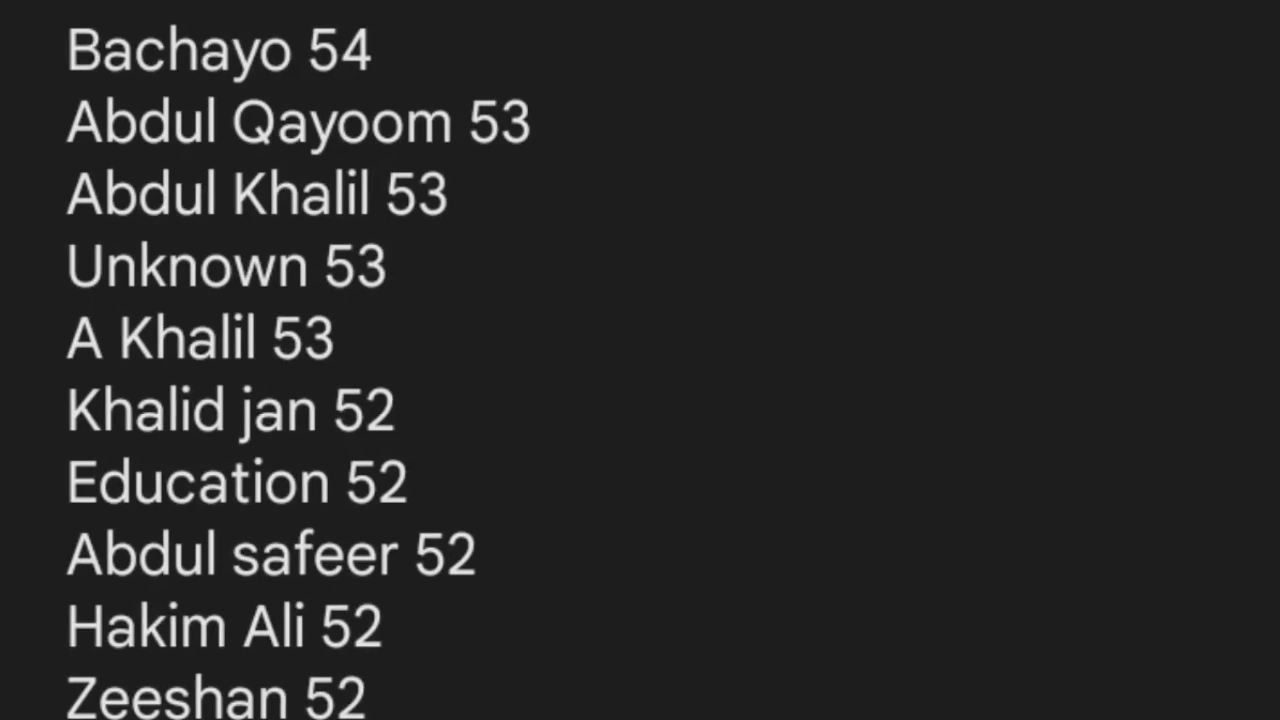 Bachayo 54
Abdul Qayoom 53
Abdul Khalil 53
Unknown 53
A Khalil 53
Khalid jan 52
Education 52
Abdul safeer 52
Hakim Ali 52
Zeeshan 52